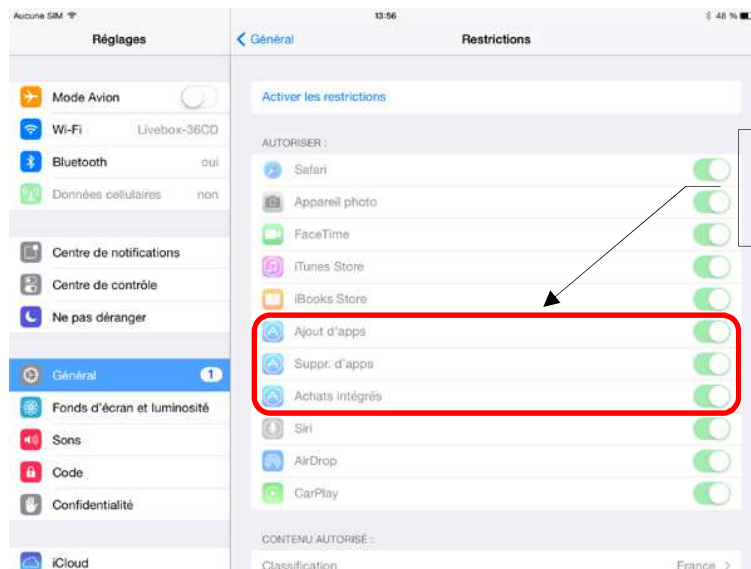 Aucune SIM 13:56 48 %
Réglages
Général Restrictions
Mode Avion
Wi-Fi Livebox-36CD
Bluetooth oui
Données cellulaires non
Centre de notifications
Centre de contrôle
Ne pas déranger
Général 1
Fonds d'écran et luminosité
Sons
Code
Confidentialité
iCloud
Activer les restrictions
AUTORISER :
Safari
Appareil photo
FaceTime
iTunes Store
iBooks Store
Ajout d'apps
Suppr. d'apps
Achats intégrés
Siri
AirDrop
CarPlay
CONTENU AUTORISÉ :
Classification France